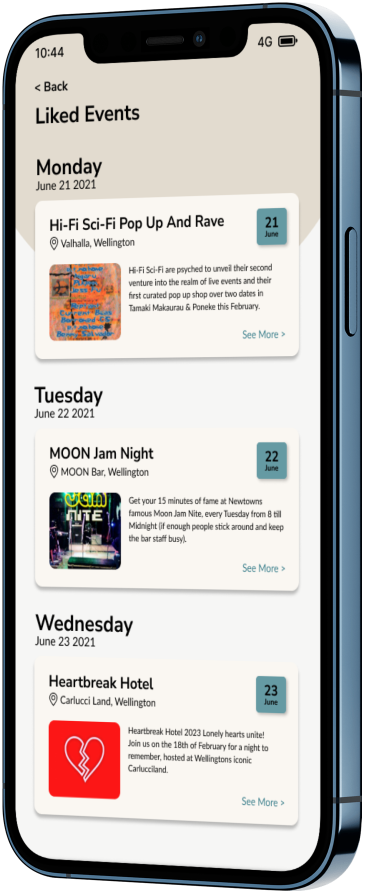 10:44
4G
< Back
Liked Events
Monday
June 21 2021
Hi-Fi Sci-Fi Pop Up And Rave
21
June
Valhalla, Wellington
Hi-Fi Sci-Fi are psyched to unveil their second
venture into the realm of live events and their
first curated pop up shop over two dates in
Tamaki Makaurau & Poneke this February.
See More >
Tuesday
June 22 2021
MOON Jam Night
22
June
MOON Bar, Wellington
JAM
NITE
Get your 15 minutes of fame at Newtowns
famous Moon Jam Nite, every Tuesday from 8 till
Midnight (if enough people stick around and keep
the bar staff busy).
See More >
Wednesday
June 23 2021
Heartbreak Hotel
23
June
Carlucci Land, Wellington
Heartbreak Hotel 2023 Lonely hearts unite!
Join us on the 18th of February for a night to
remember, hosted at Wellingtons iconic
Carlucciland.
See More >